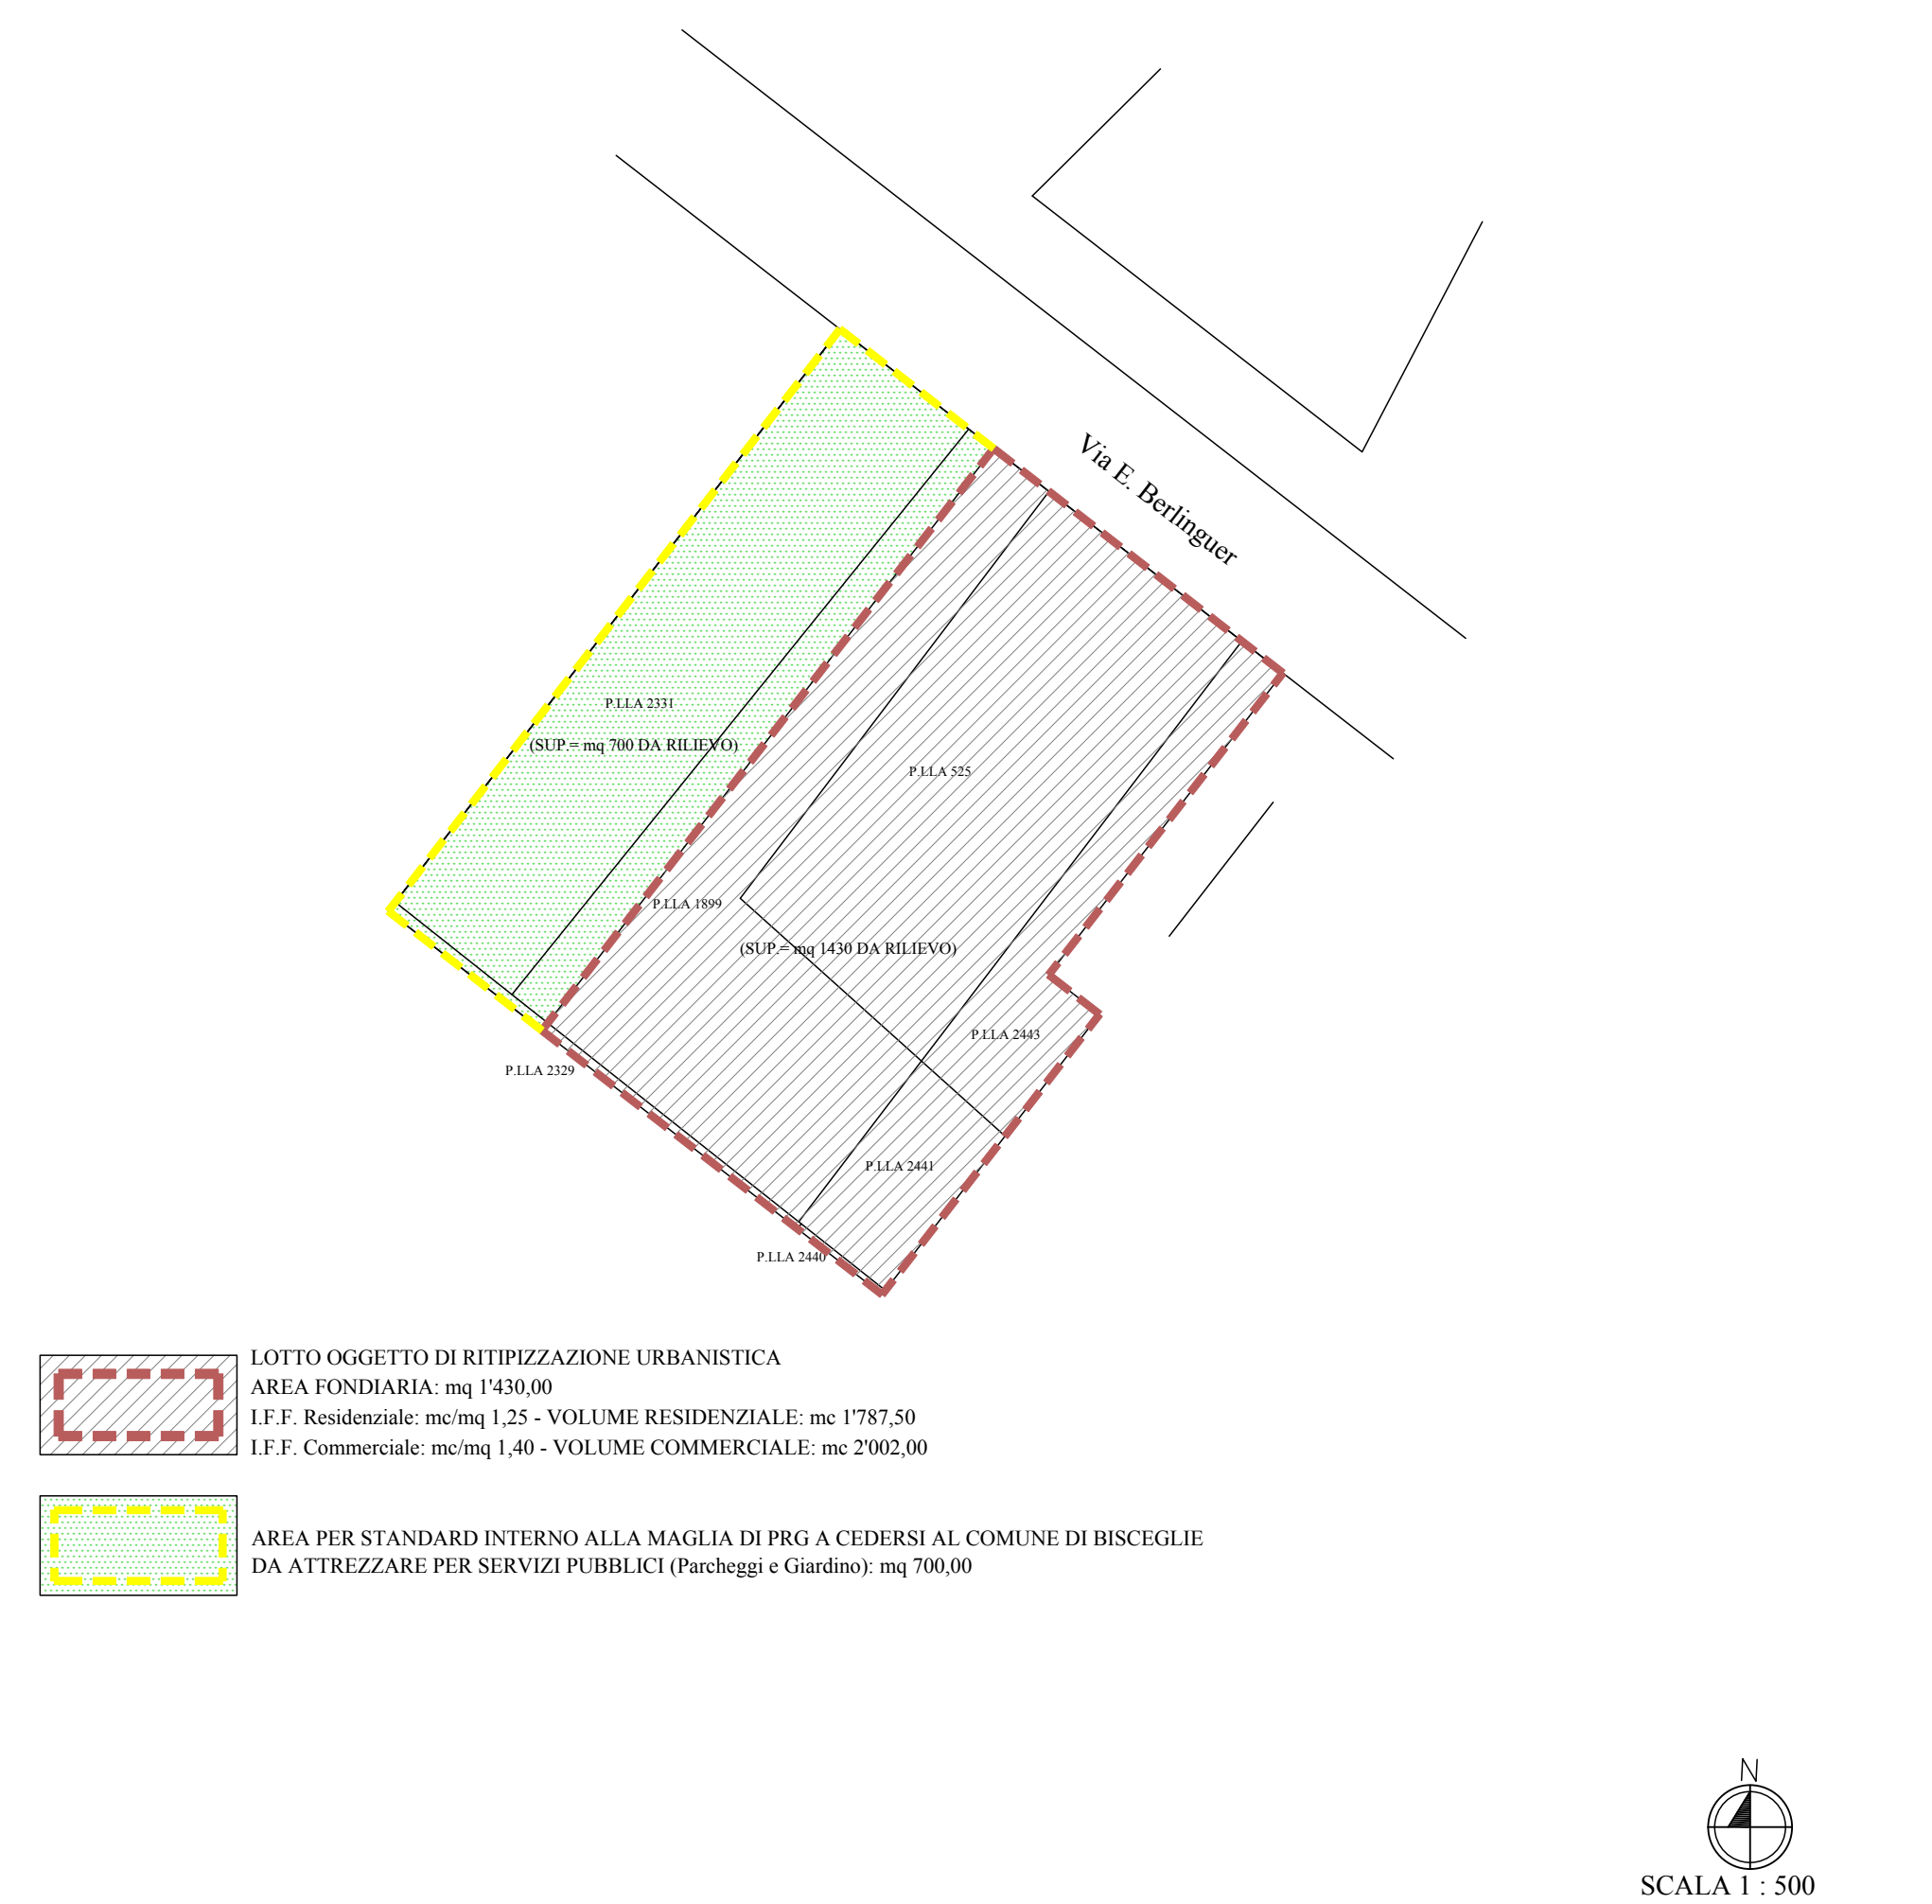 Via E. Berlinguer
P.LLA 2331
(SUP.= mq 700 DA RILIEVO)
P.LLA 525
P.LLA 1899
(SUP.= mq 1430 DA RILIEVO)
P.LLA 2443
P.LLA 2329
P.LLA 2441
P.LLA 2440
LOTTO OGGETTO DI RITIPIZZAZIONE URBANISTICA
AREA FONDIARIA: mq 1'430,00
I.F.F. Residenziale: mc/mq 1,25 - VOLUME RESIDENZIALE: mc 1'787,50
I.F.F. Commerciale: mc/mq 1,40 - VOLUME COMMERCIALE: mc 2'002,00
AREA PER STANDARD INTERNO ALLA MAGLIA DI PRG A CEDERSI AL COMUNE DI BISCEGLIE
DA ATTREZZARE PER SERVIZI PUBBLICI (Parcheggi e Giardino): mq 700,00
N
SCALA 1 : 500